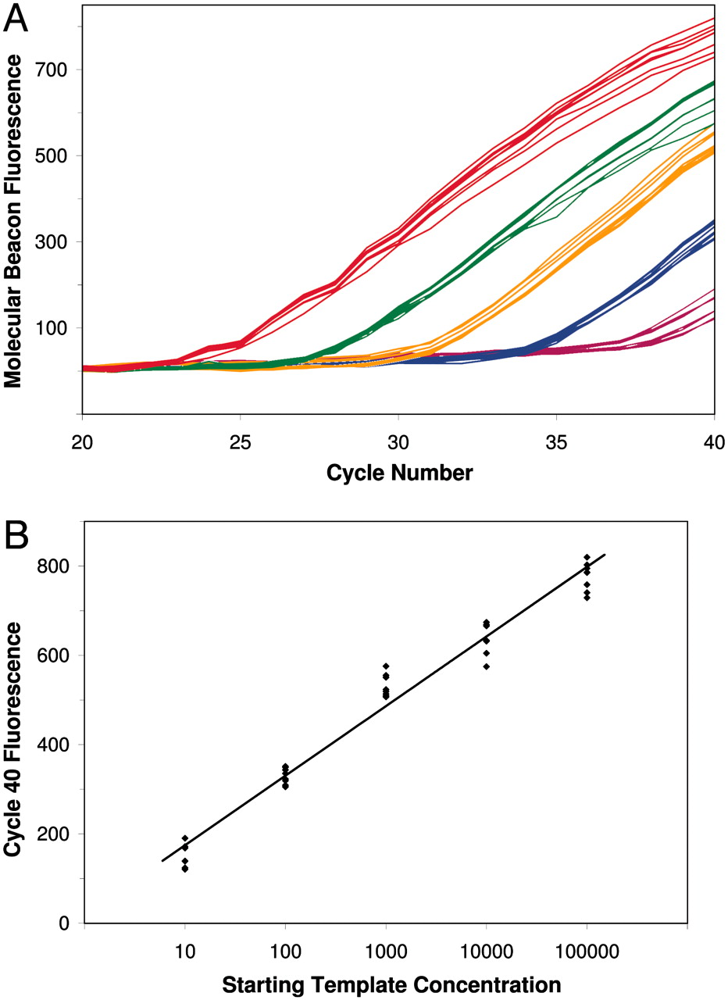 A
Molecular Beacon Fluorescence
700
500
300
100
20 25 30 35 40
Cycle Number
B
Cycle 40 Fluorescence
800
600
400
200
0
10 100 1000 10000 100000
Starting Template Concentration